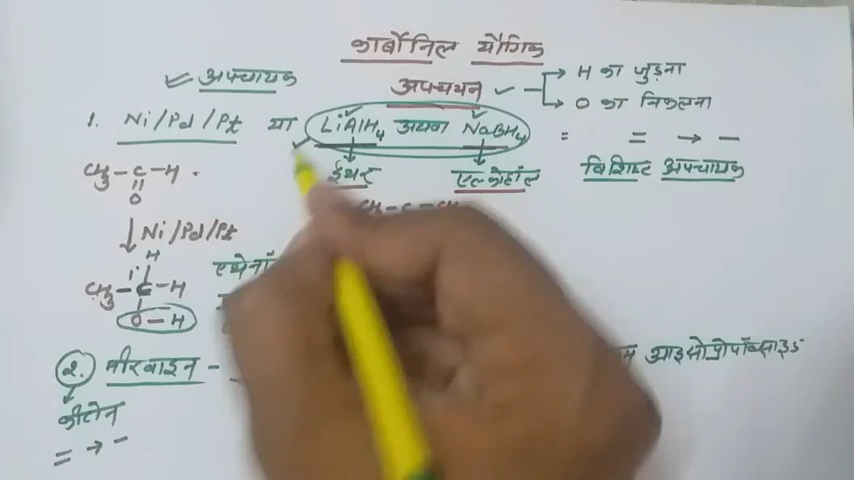 कार्बोनिल यौगिक
अपचायक
अपचयन
H का जुड़ना
O का निकलना
1. Ni/Pd/Pt या LiAlH4 अथवा NaBH4 = = → -
ईथर एल्कोहॉल विशिष्ट अपचायक
CH3-C-H
O
Ni/Pd/Pt
H
CH3-C-H
O-H
2. मीरवाइन -
आइसोप्रोपॉक्साइड
कीटोन
= → -